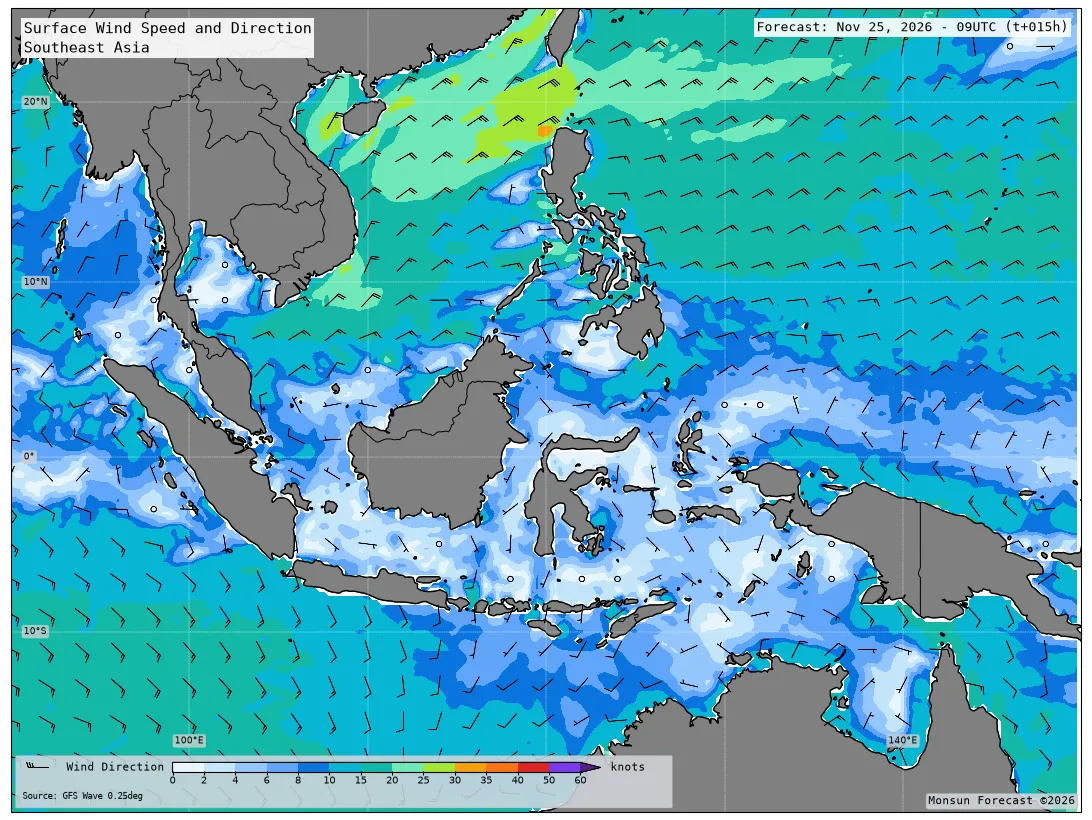 Surface Wind Speed and Direction
Southeast Asia
Forecast: Nov 25, 2026 - 09UTC (t+015h)
20°N
10°N
0°
10°S
100°E
140°E
Wind Direction
0 2 4 6 8 10 15 20 25 30 35 40 50 60
knots
Source: GFS Wave 0.25deg
Monsun Forecast ©2026